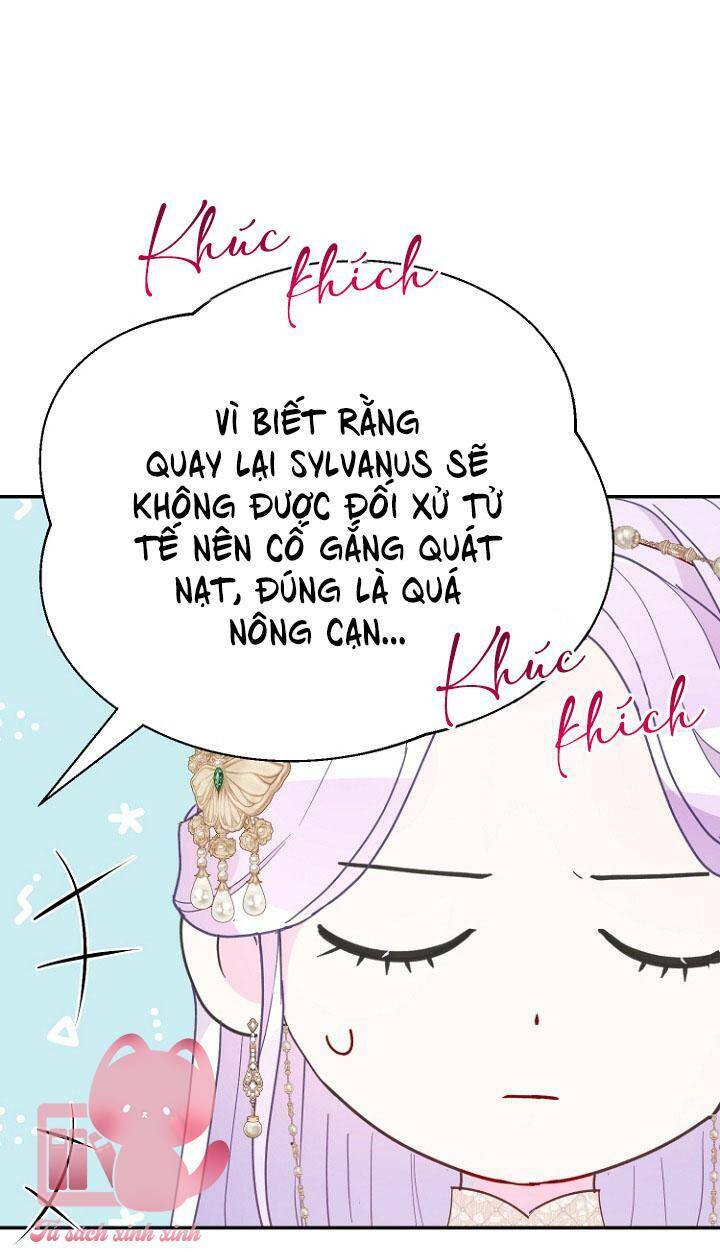 Khúc
khích
VÌ BIẾT RẰNG
QUAY LẠI SYLVANUS SẼ
KHÔNG ĐƯỢC ĐỐI XỬ TỬ
TẾ NÊN CỐ GẮNG QUÁT
NẠT, ĐÚNG LÀ QUÁ
NÔNG CẠN...
Khúc
khích
Tủ sách xinh xinh